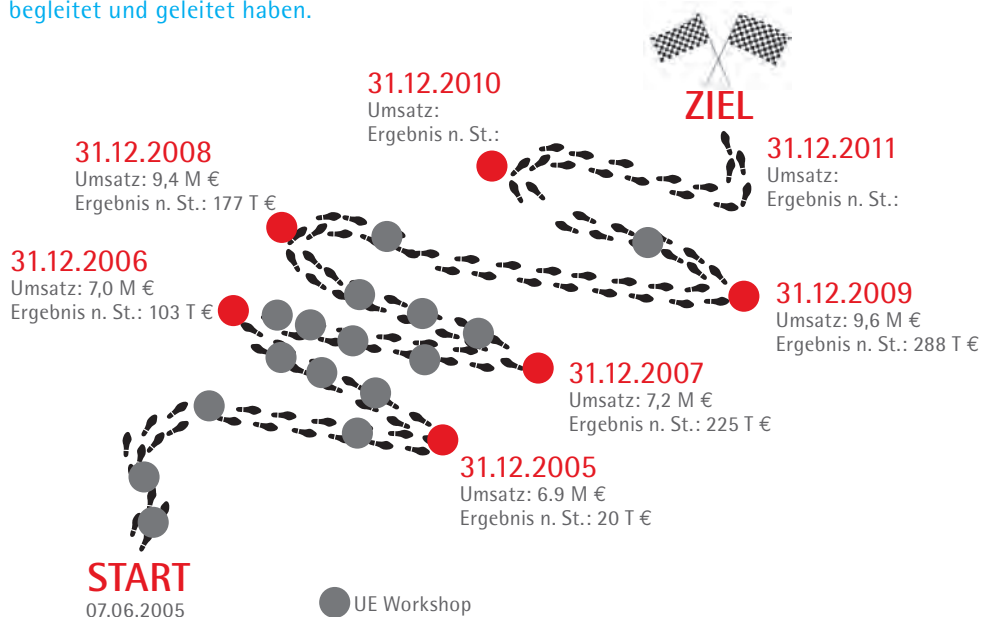 begleitet und geleitet haben.
ZIEL
31.12.2010
Umsatz:
Ergebnis n. St.:
31.12.2011
Umsatz:
Ergebnis n. St.:
31.12.2008
Umsatz: 9,4 M €
Ergebnis n. St.: 177 T €
31.12.2006
Umsatz: 7,0 M €
Ergebnis n. St.: 103 T €
31.12.2009
Umsatz: 9,6 M €
Ergebnis n. St.: 288 T €
31.12.2007
Umsatz: 7,2 M €
Ergebnis n. St.: 225 T €
31.12.2005
Umsatz: 6.9 M €
Ergebnis n. St.: 20 T €
START
07.06.2005
UE Workshop